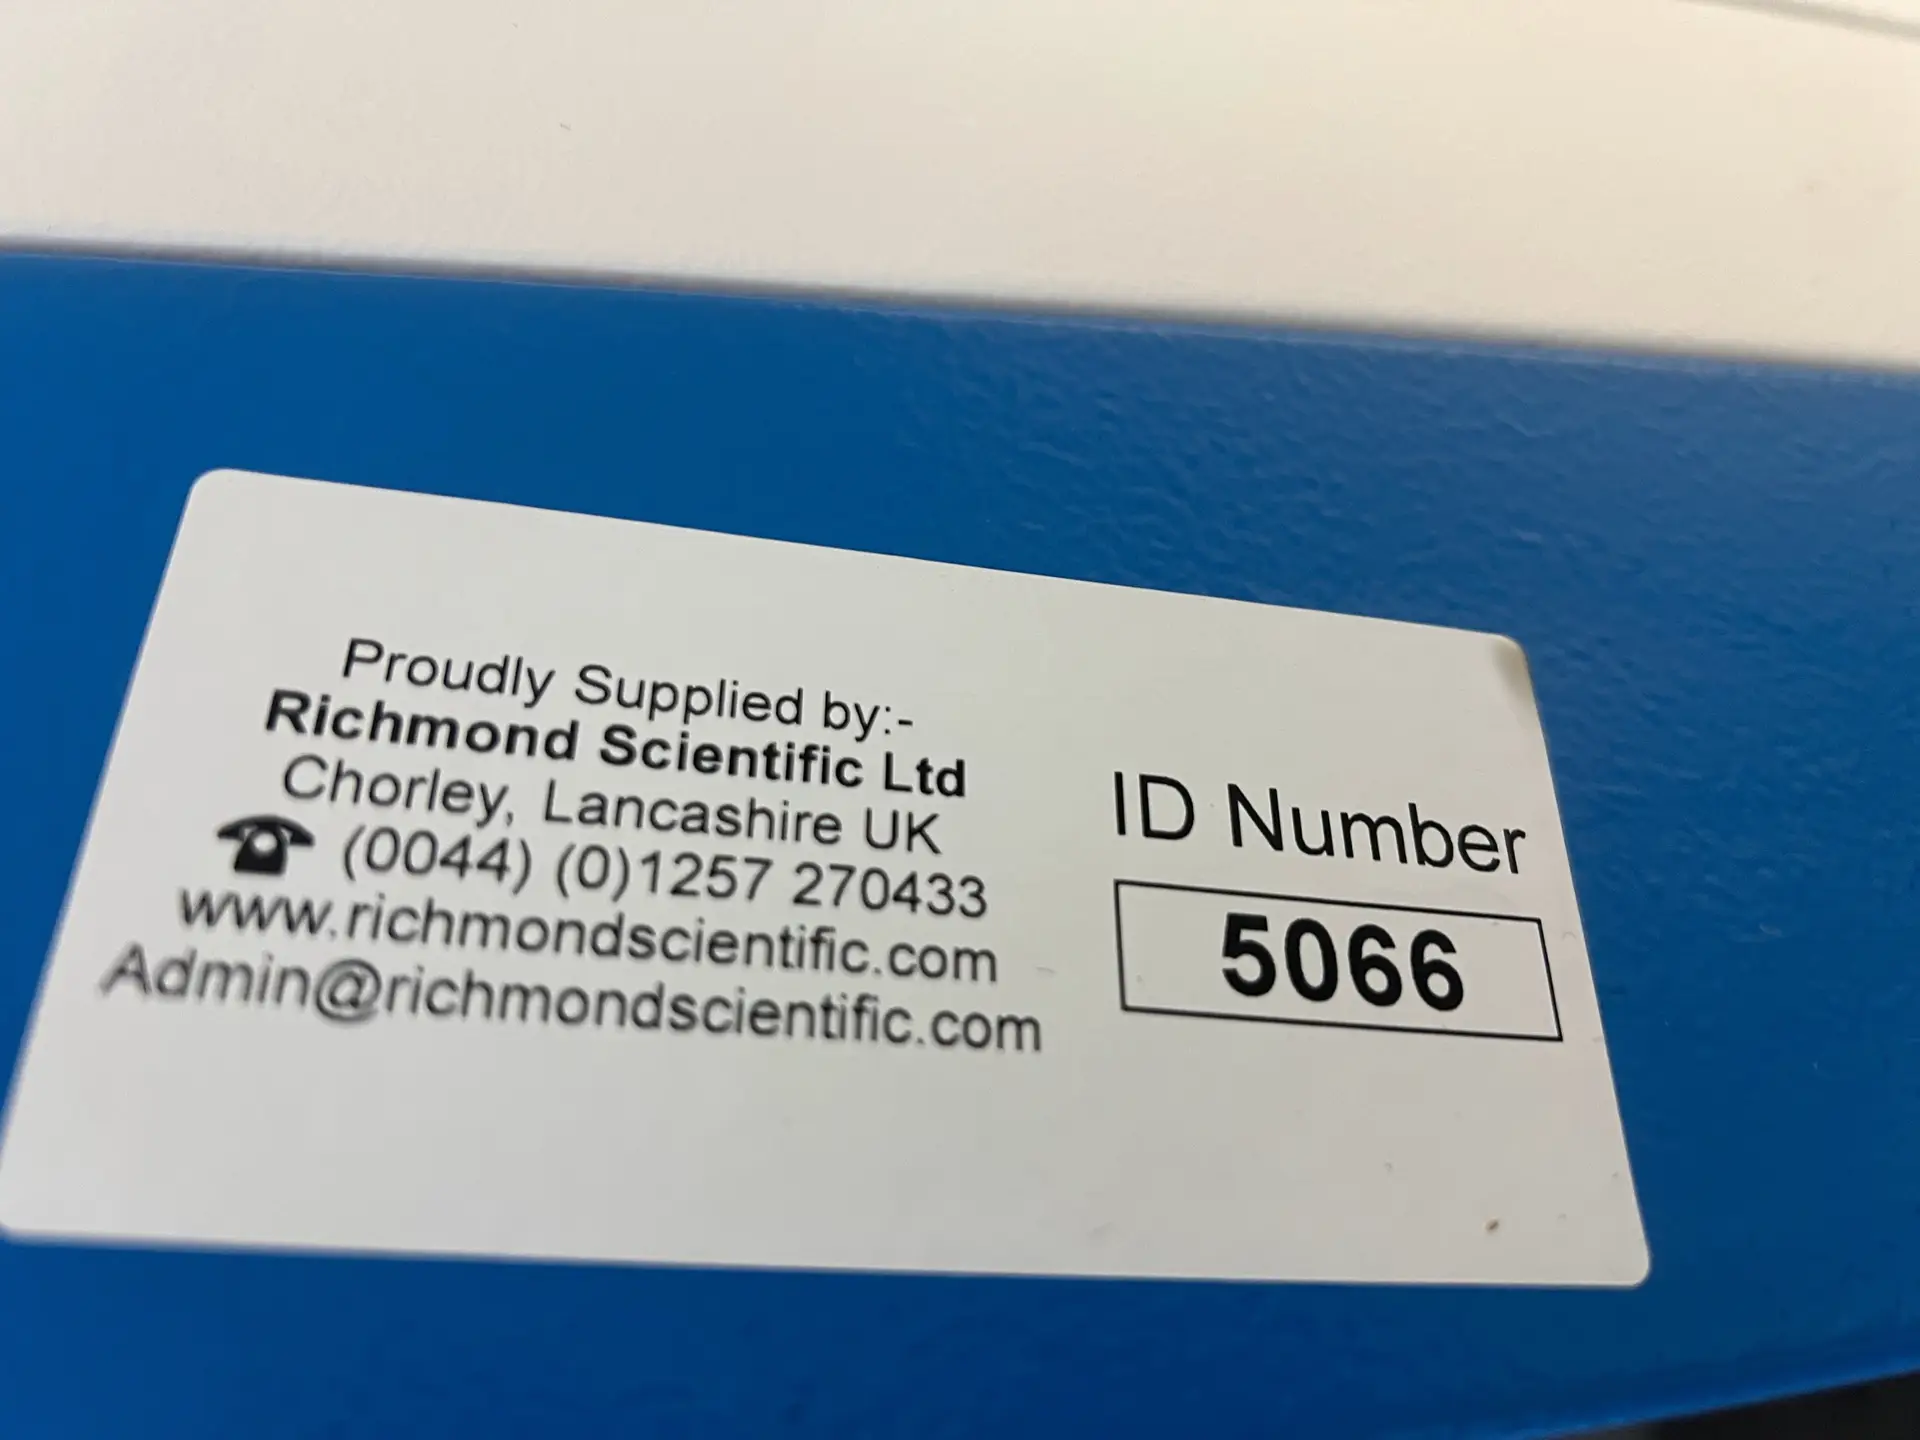 Proudly Supplied by:-
Richmond Scientific Ltd
Chorley, Lancashire UK
☎ (0044) (0)1257 270433
www.richmondscientific.com
Admin@richmondscientific.com
ID Number
5066